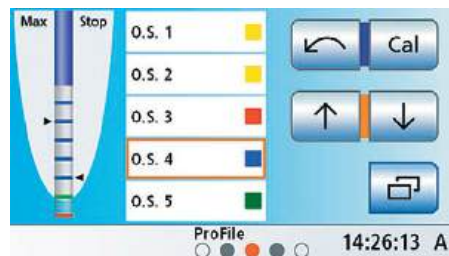 Max Stop
O.S. 1
O.S. 2
O.S. 3
O.S. 4
O.S. 5
Cal
ProFile
14:26:13 A